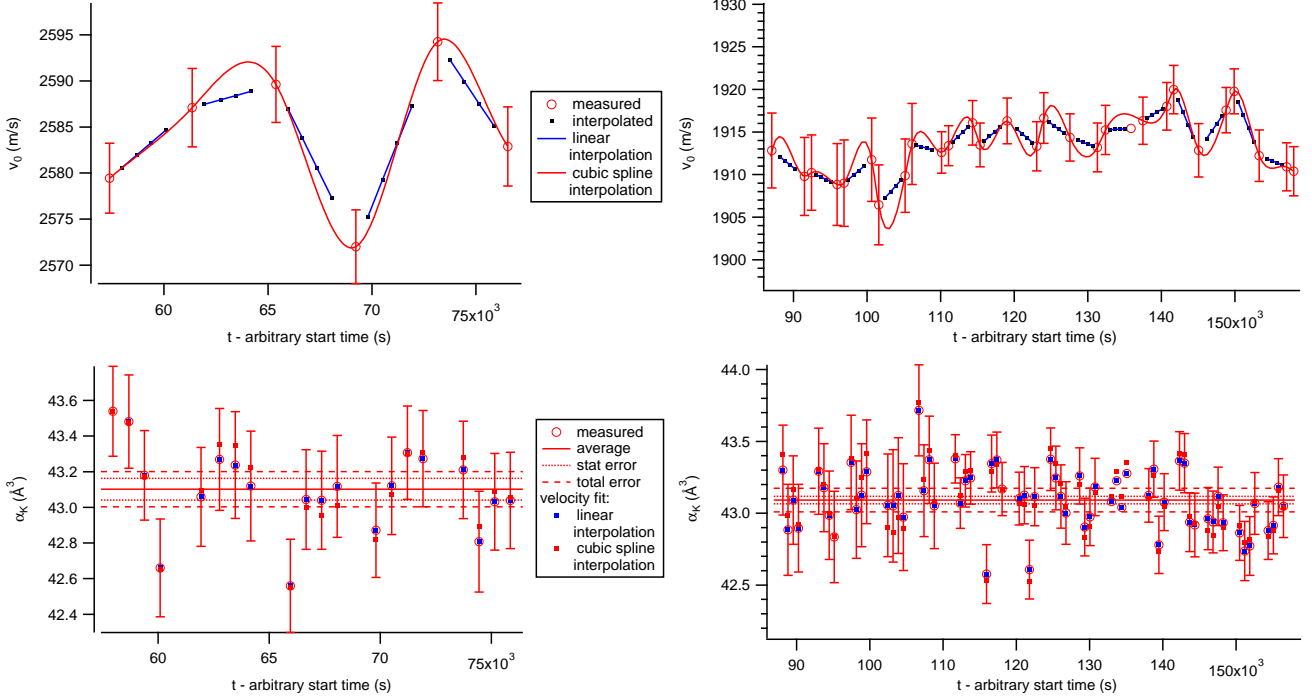 2595
2590
2585
2580
2575
2570
v0 (m/s)
60
65
70
75x10³
t - arbitrary start time (s)
measured
interpolated
linear
interpolation
cubic spline
interpolation
1930
1925
1920
1915
1910
1905
1900
v0 (m/s)
90
100
110
120
130
140
150x10³
t - arbitrary start time (s)
43.6
43.4
43.2
43.0
42.8
42.6
42.4
αK (Å³)
60
65
70
75x10³
t - arbitrary start time (s)
measured
average
stat error
total error
velocity fit:
linear
interpolation
cubic spline
interpolation
44.0
43.5
43.0
42.5
αK (Å³)
90
100
110
120
130
140
150x10³
t - arbitrary start time (s)